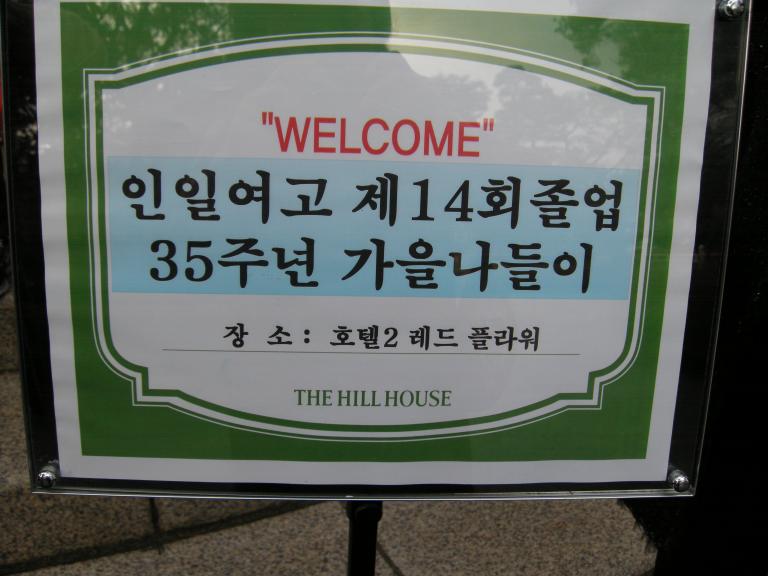 "WELCOME"
인일여고 제14회졸업
35주년 가을나들이
장 소 : 호텔2 레드 플라워
THE HILL HOUSE